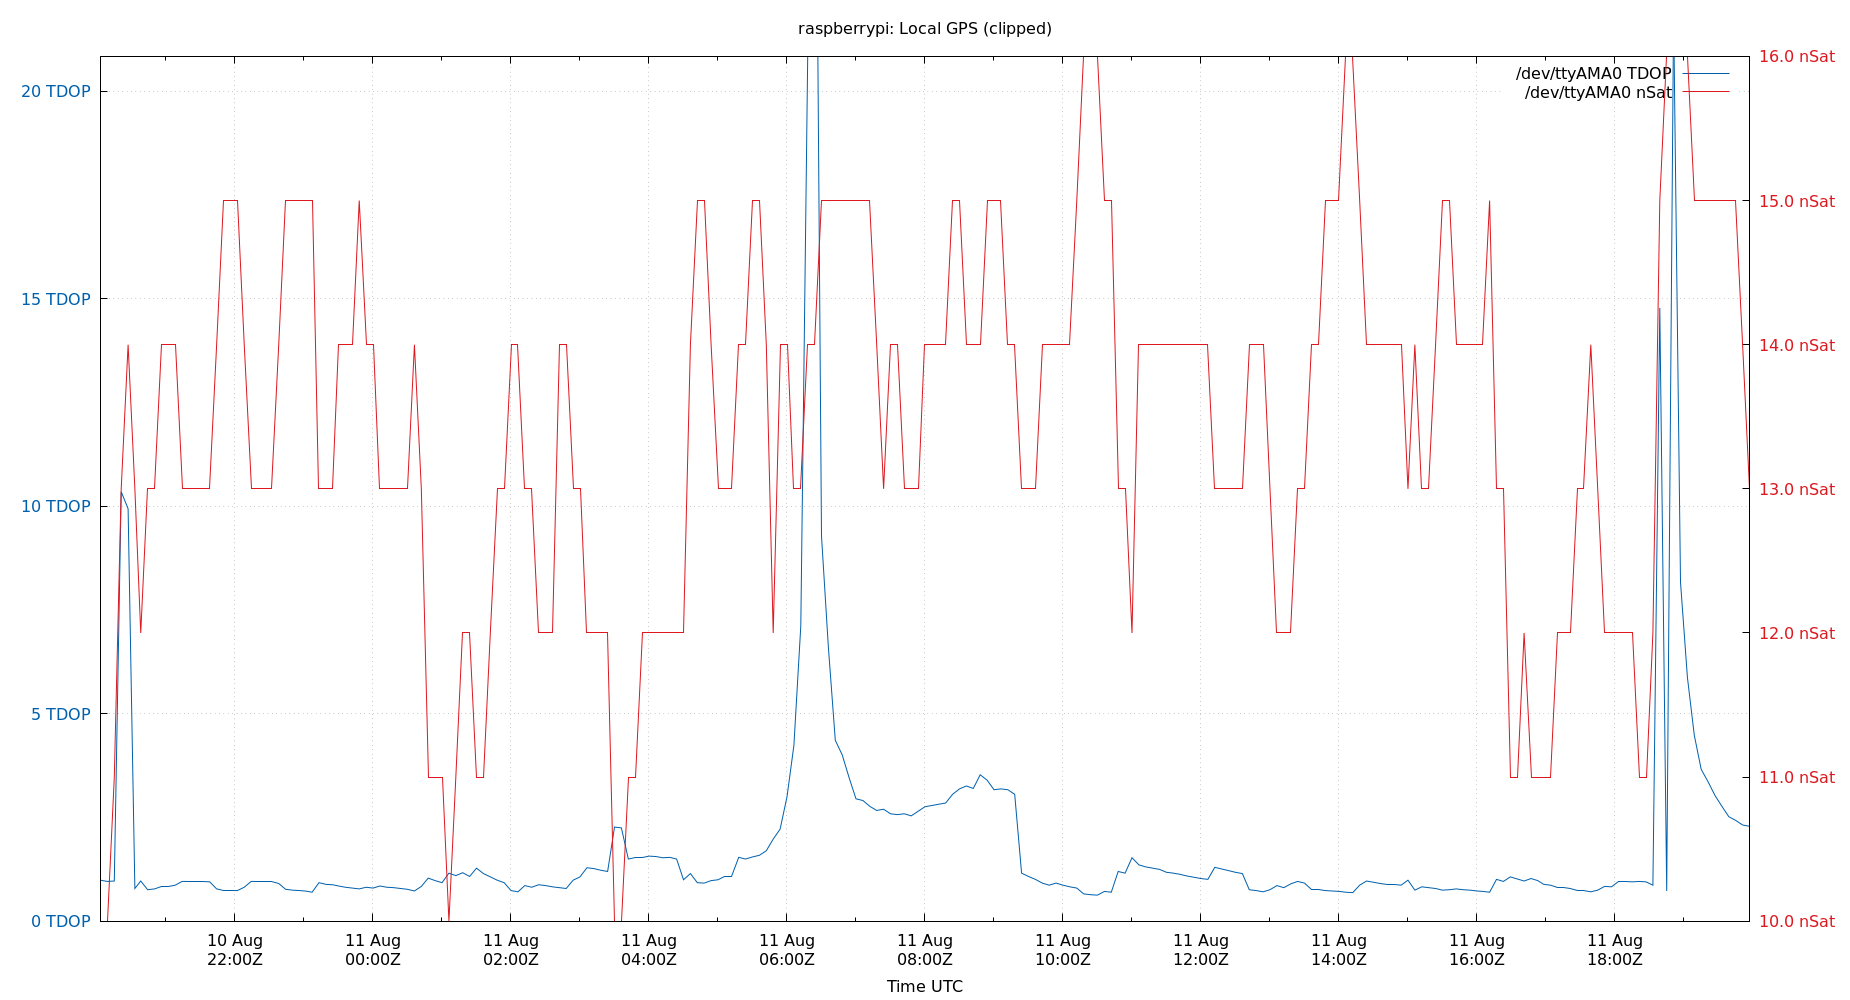 raspberrypi: Local GPS (clipped)
20 TDOP
15 TDOP
10 TDOP
5 TDOP
0 TDOP
16.0 nSat
15.0 nSat
14.0 nSat
13.0 nSat
12.0 nSat
11.0 nSat
10.0 nSat
/dev/ttyAMA0 TDOP
/dev/ttyAMA0 nSat
10 Aug
22:00Z
11 Aug
00:00Z
11 Aug
02:00Z
11 Aug
04:00Z
11 Aug
06:00Z
11 Aug
08:00Z
11 Aug
10:00Z
11 Aug
12:00Z
11 Aug
14:00Z
11 Aug
16:00Z
11 Aug
18:00Z
Time UTC